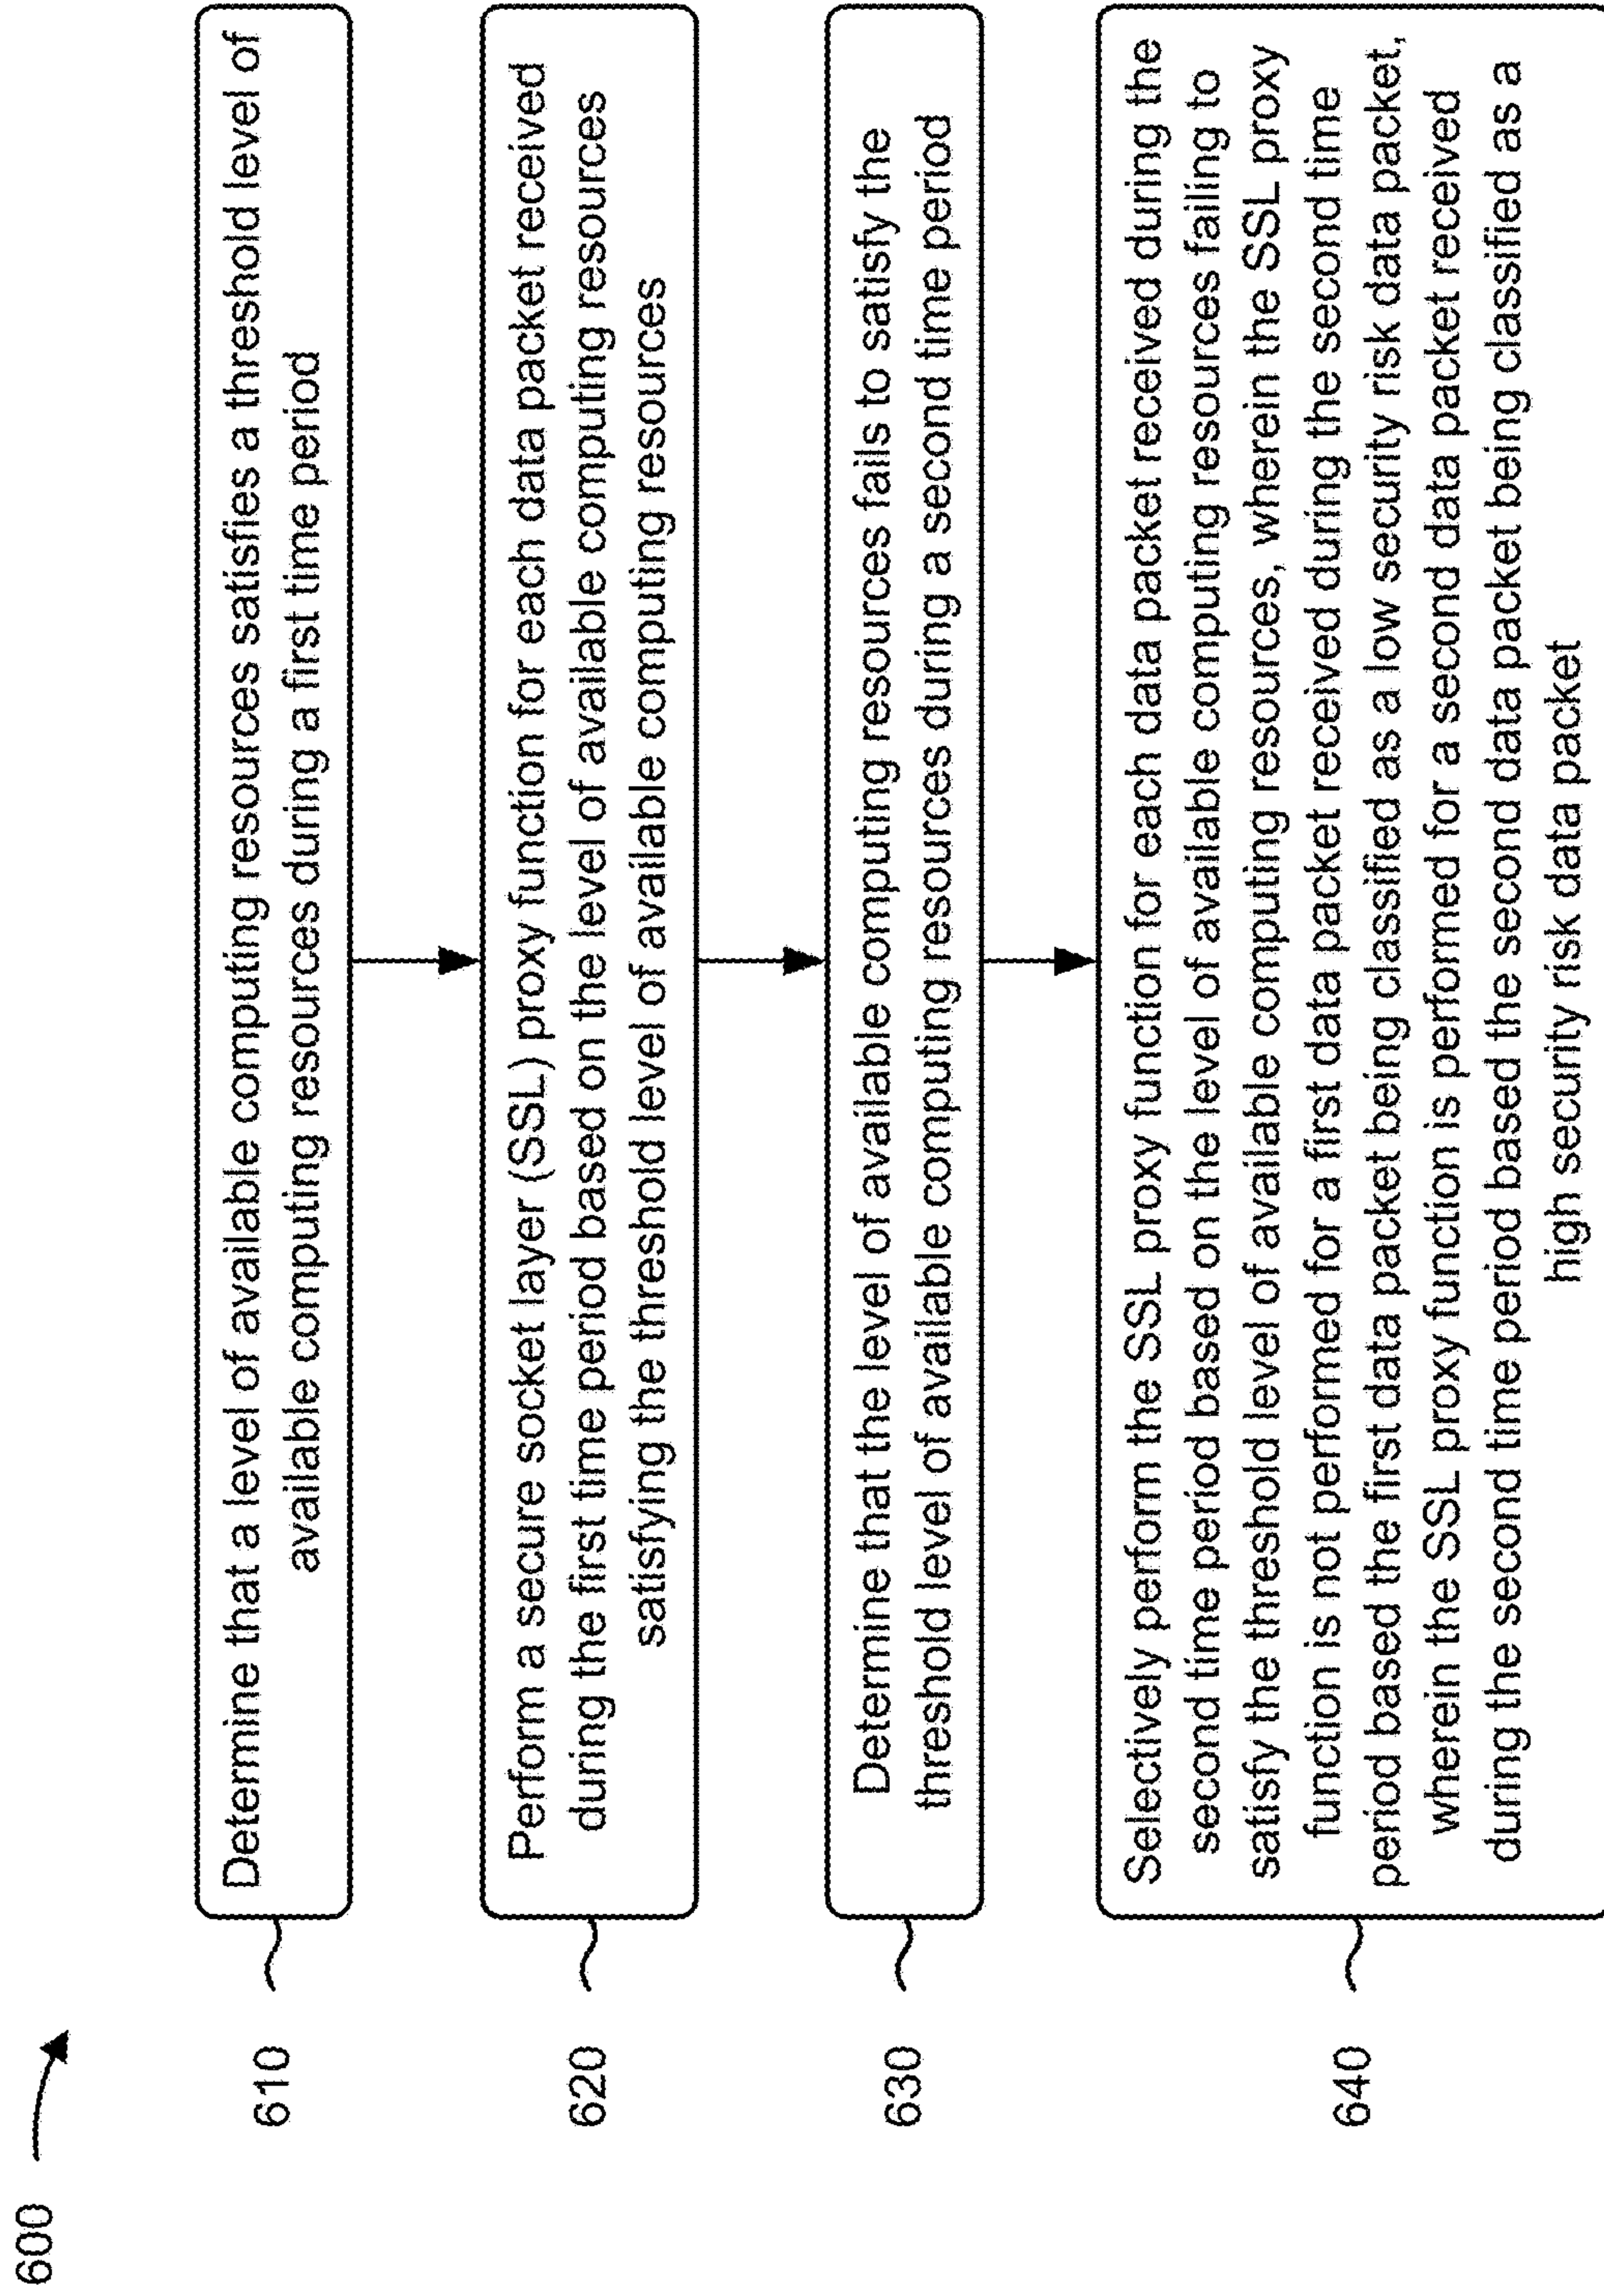 600
610
Determine that a level of available computing resources satisfies a threshold level of
available computing resources during a first time period
620
Perform a secure socket layer (SSL) proxy function for each data packet received
during the first time period based on the level of available computing resources
satisfying the threshold level of available computing resources
630
Determine that the level of available computing resources fails to satisfy the
threshold level of available computing resources during a second time period
640
Selectively perform the SSL proxy function for each data packet received during the
second time period based on the level of available computing resources failing to
satisfy the threshold level of available computing resources, wherein the SSL proxy
function is not performed for a first data packet received during the second time
period based the first data packet being classified as a low security risk data packet,
wherein the SSL proxy function is performed for a second data packet received
during the second time period based the second data packet being classified as a
high security risk data packet